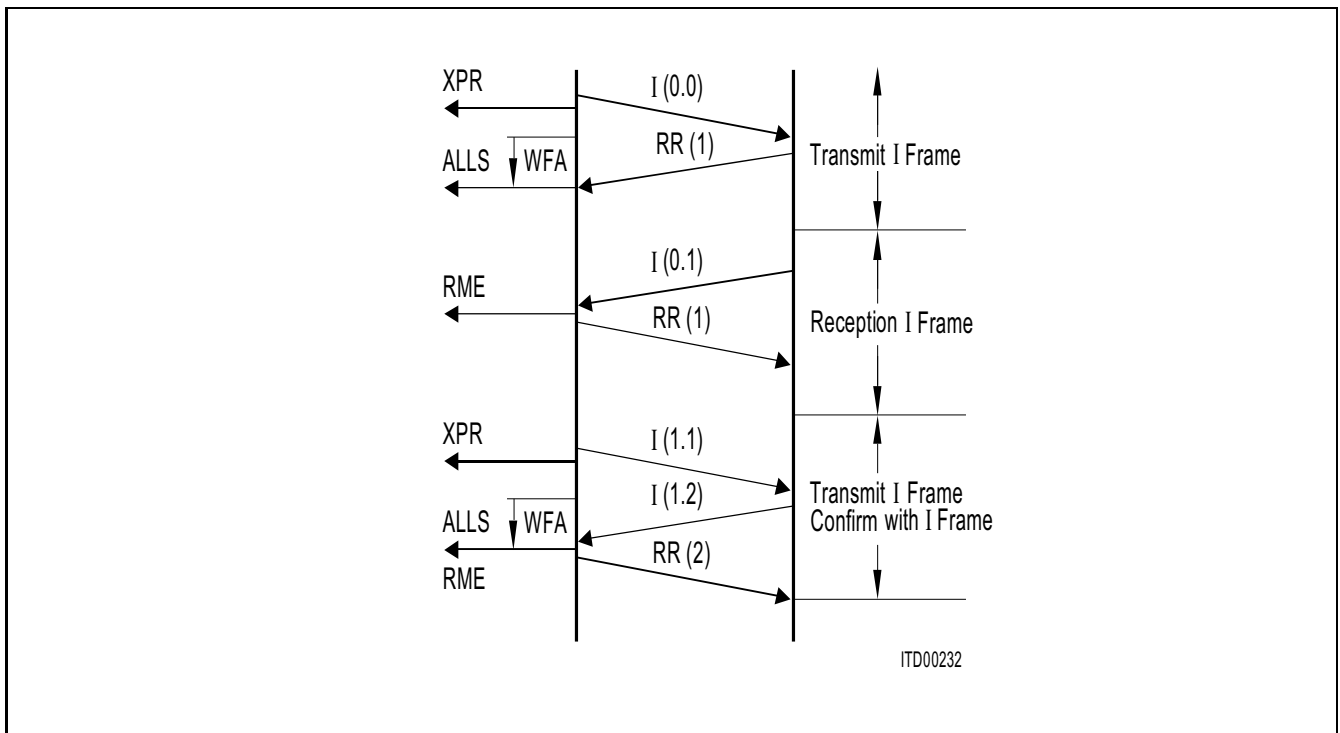 XPR
I (0.0)
RR (1)
ALLS
WFA
Transmit I Frame
I (0.1)
RME
RR (1)
Reception I Frame
XPR
I (1.1)
I (1.2)
Transmit I Frame
Confirm with I Frame
ALLS
WFA
RR (2)
RME
ITD00232